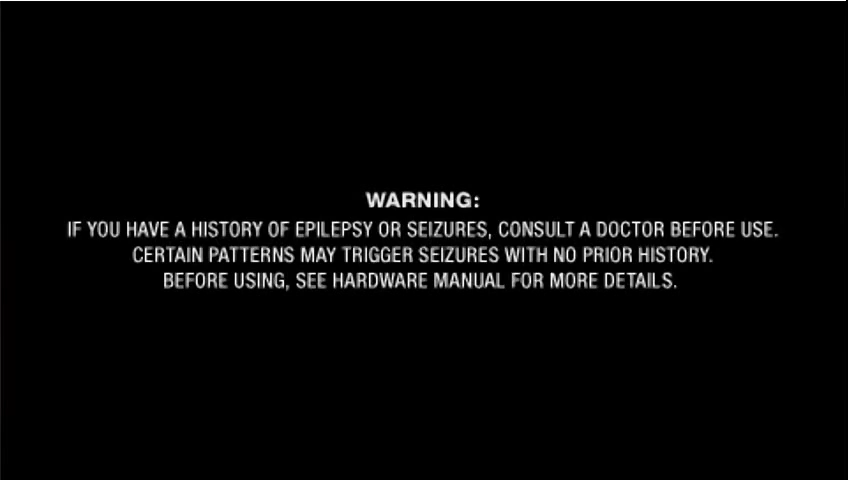 WARNING:
IF YOU HAVE A HISTORY OF EPILEPSY OR SEIZURES, CONSULT A DOCTOR BEFORE USE.
CERTAIN PATTERNS MAY TRIGGER SEIZURES WITH NO PRIOR HISTORY.
BEFORE USING, SEE HARDWARE MANUAL FOR MORE DETAILS.